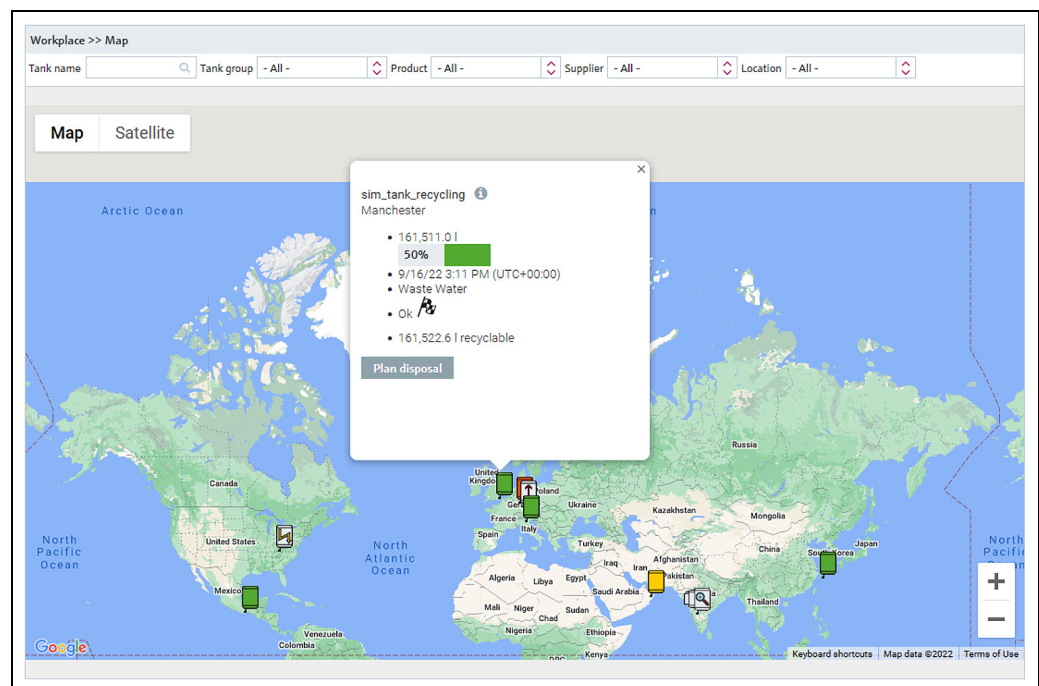 Workplace >> Map
Tank name
Tank group - All -
Product - All -
Supplier - All -
Location - All -
Map
Satellite
Arctic Ocean
sim_tank_recycling
Manchester
161,511.0 l
50%
9/16/22 3:11 PM (UTC+00:00)
Waste Water
Ok
161,522.6 l recyclable
Plan disposal
Russia
United
Canada
Poland
Ukraine
Kazakhstan
Mongolia
France
Italy
Spain
Turkey
North
Pacific
Ocean
United States
North
Atlantic
Ocean
China
Japan
North
Iraq
Iran
Afghanistan
Pakistan
Algeria
Libya
Egypt
Saudi Arabia
Mexico
Mali
Niger
Sudan
Chad
Thailand
Nigeria
Ethiopia
Venezuela
Colombia
Kenya
Google
Keyboard shortcuts
Map data ©2022
Terms of Use